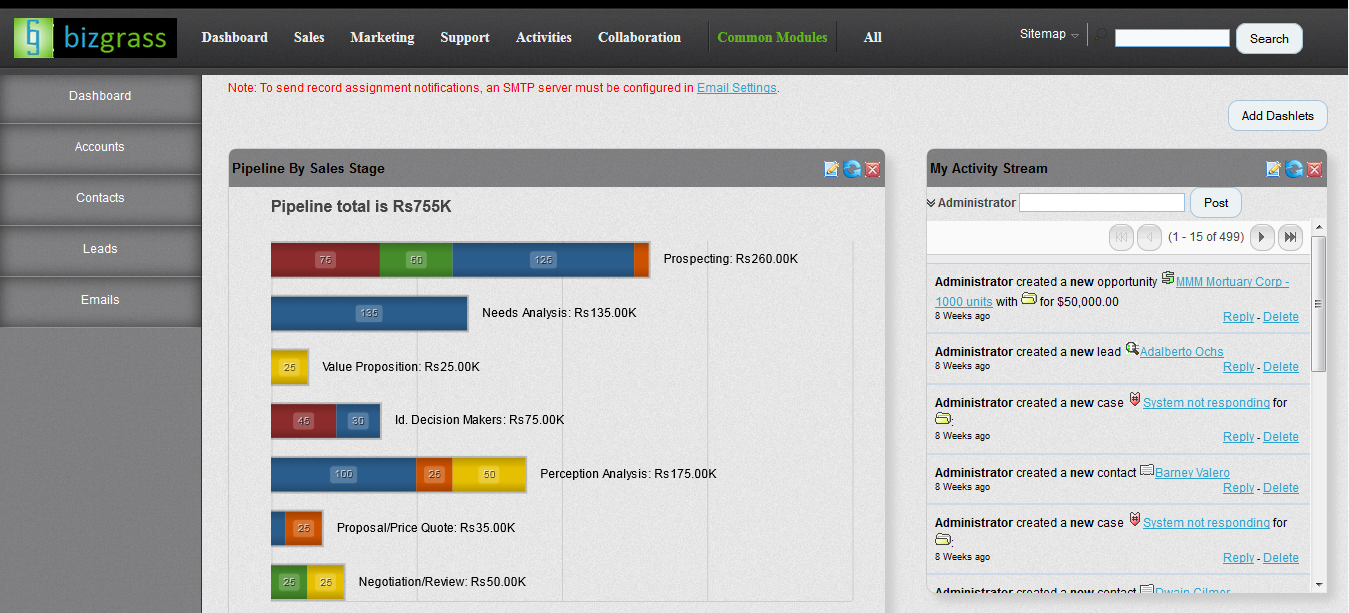 bizgrass
Dashboard Sales Marketing Support Activities Collaboration Common Modules All
Sitemap
Search
Dashboard
Accounts
Contacts
Leads
Emails
Note: To send record assignment notifications, an SMTP server must be configured in Email Settings.
Add Dashlets
Pipeline By Sales Stage
Pipeline total is Rs755K
75 50 125 Prospecting: Rs260.00K
135 Needs Analysis: Rs135.00K
25 Value Proposition: Rs25.00K
45 30 Id. Decision Makers: Rs75.00K
100 25 50 Perception Analysis: Rs175.00K
25 Proposal/Price Quote: Rs35.00K
25 25 Negotiation/Review: Rs50.00K
My Activity Stream
Administrator Post
(1 - 15 of 499)
Administrator created a new opportunity MMM Mortuary Corp -
1000 units with for $50,000.00
8 Weeks ago
Reply - Delete
Administrator created a new lead Adalberto Ochs
8 Weeks ago
Reply - Delete
Administrator created a new case System not responding for
:
8 Weeks ago
Reply - Delete
Administrator created a new contact Barney Valero
8 Weeks ago
Reply - Delete
Administrator created a new case System not responding for
:
8 Weeks ago
Reply - Delete
Administrator created a new contact Dwain Gilmer